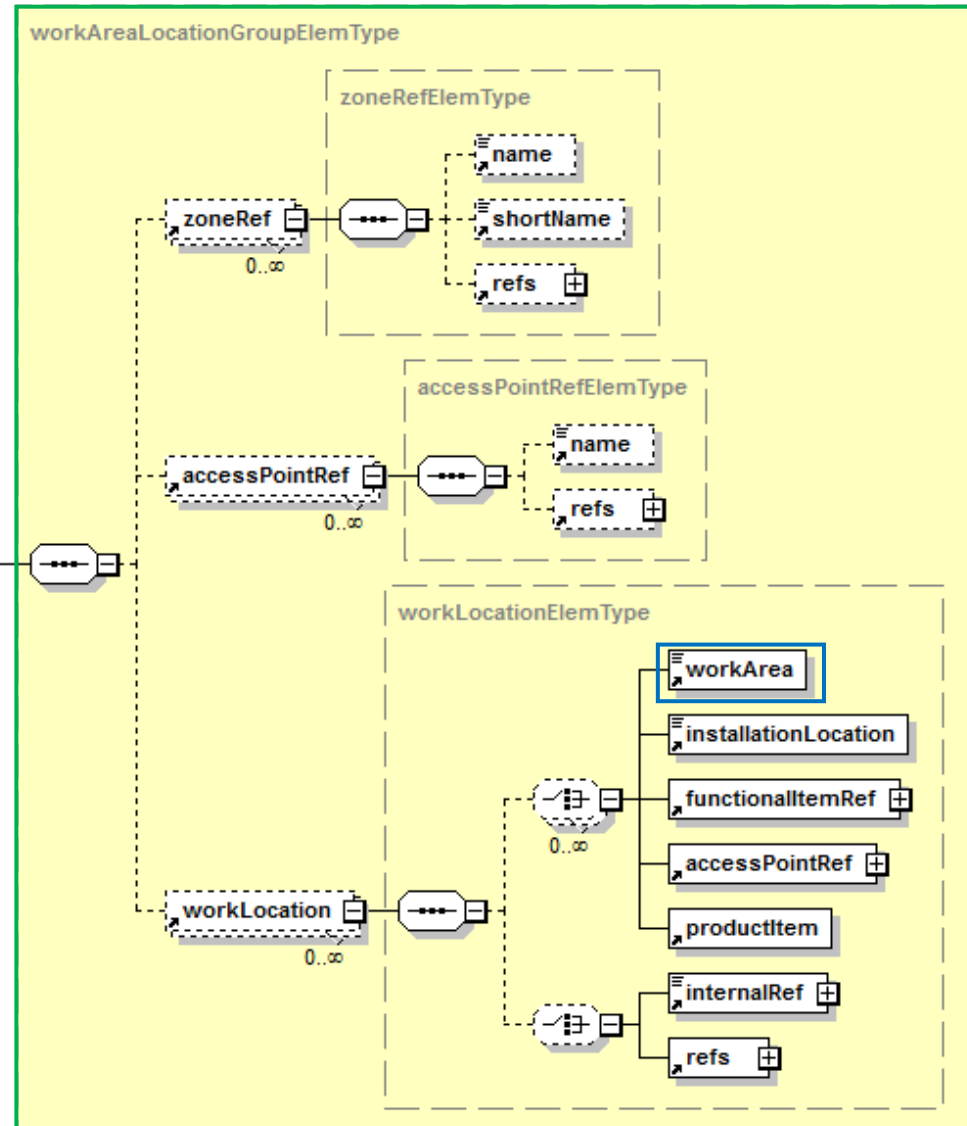 workAreaLocationGroupElemType
zoneRefElemType
name
zoneRef
shortName
0..∞
refs
accessPointRefElemType
name
accessPointRef
refs
0..∞
workLocationElemType
workArea
installationLocation
functionalItemRef
0..∞
accessPointRef
workLocation
productItem
0..∞
internalRef
refs